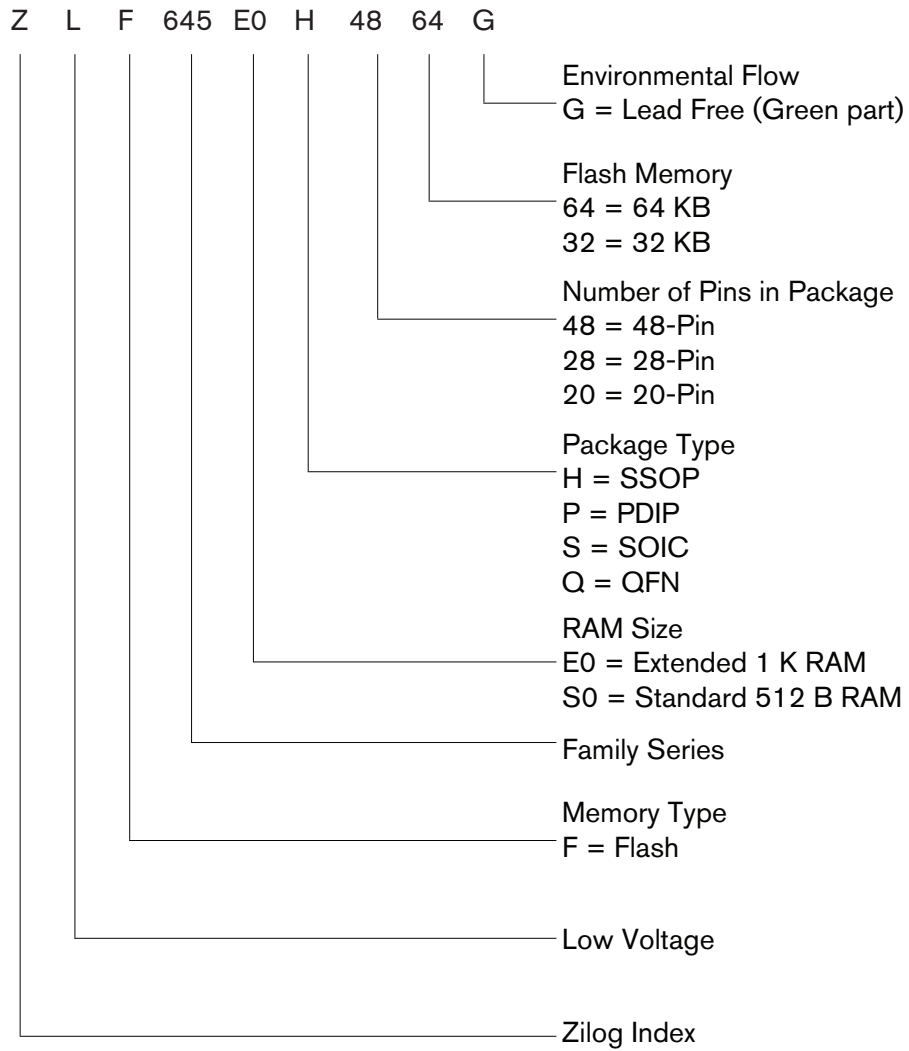 Z L F 645 E0 H 48 64 G
Environmental Flow
G = Lead Free (Green part)
Flash Memory
64 = 64 KB
32 = 32 KB
Number of Pins in Package
48 = 48-Pin
28 = 28-Pin
20 = 20-Pin
Package Type
H = SSOP
P = PDIP
S = SOIC
Q = QFN
RAM Size
E0 = Extended 1 K RAM
S0 = Standard 512 B RAM
Family Series
Memory Type
F = Flash
Low Voltage
Zilog Index